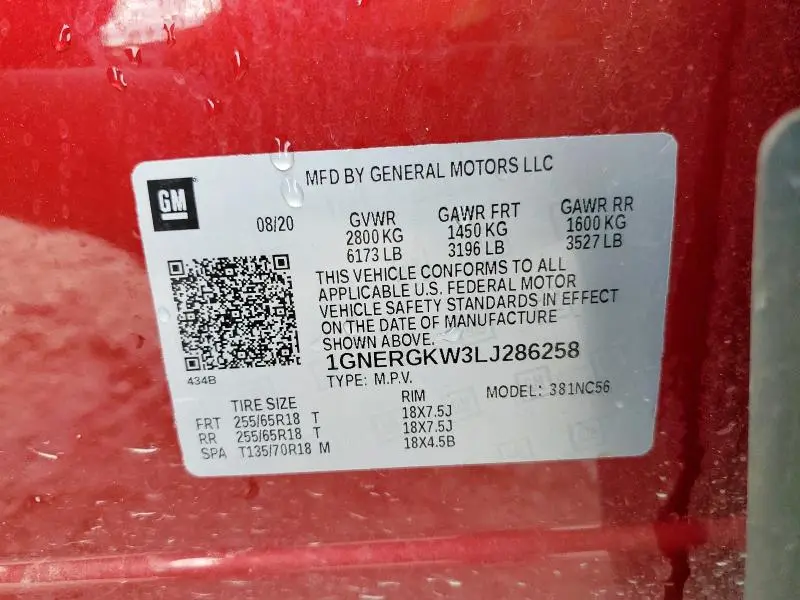 GM
MFD BY GENERAL MOTORS LLC
08/20 GVWR GAWR FRT GAWR RR
2800 KG 1450 KG 1600 KG
6173 LB 3196 LB 3527 LB
THIS VEHICLE CONFORMS TO ALL
APPLICABLE U.S. FEDERAL MOTOR
VEHICLE SAFETY STANDARDS IN EFFECT
ON THE DATE OF MANUFACTURE
SHOWN ABOVE.
1GNERGKW3LJ286258
434B
TYPE: M.P.V. MODEL: 381NC56
TIRE SIZE RIM
FRT 255/65R18 T 18X7.5J
RR 255/65R18 T 18X7.5J
SPA T135/70R18 M 18X4.5B